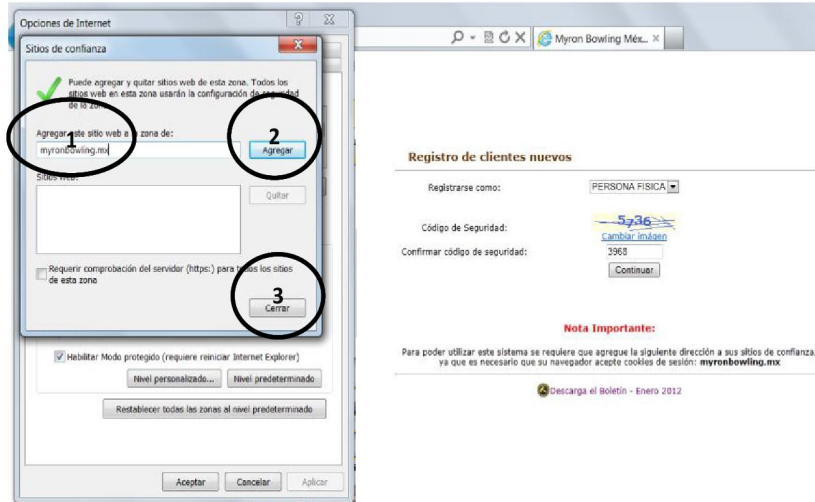 Opciones de Internet
Sitios de confianza
Puede agregar y quitar sitios web de esta zona. Todos los
sitios web en esta zona usarán la configuración de seguridad
de la zona.
Agregar este sitio web a la zona de:
1
myronbowling.mx
2
Agregar
Sitios web:
Quitar
Requerir comprobación del servidor (https:) para todos los sitios
de esta zona
3
Cerrar
Habilitar Modo protegido (requiere reiniciar Internet Explorer)
Nivel personalizado...
Nivel predeterminado
Restablecer todas las zonas al nivel predeterminado
Aceptar
Cancelar
Aplicar
Myron Bowling Méx...
Registro de clientes nuevos
Registrarse como:
PERSONA FISICA
Código de Seguridad:
5736
Cambiar imágen
Confirmar código de seguridad:
3968
Continuar
Nota Importante:
Para poder utilizar este sistema se requiere que agregue la siguiente dirección a sus sitios de confianza,
ya que es necesario que su navegador acepte cookies de sesión: myronbowling.mx
Descarga el Boletín - Enero 2012